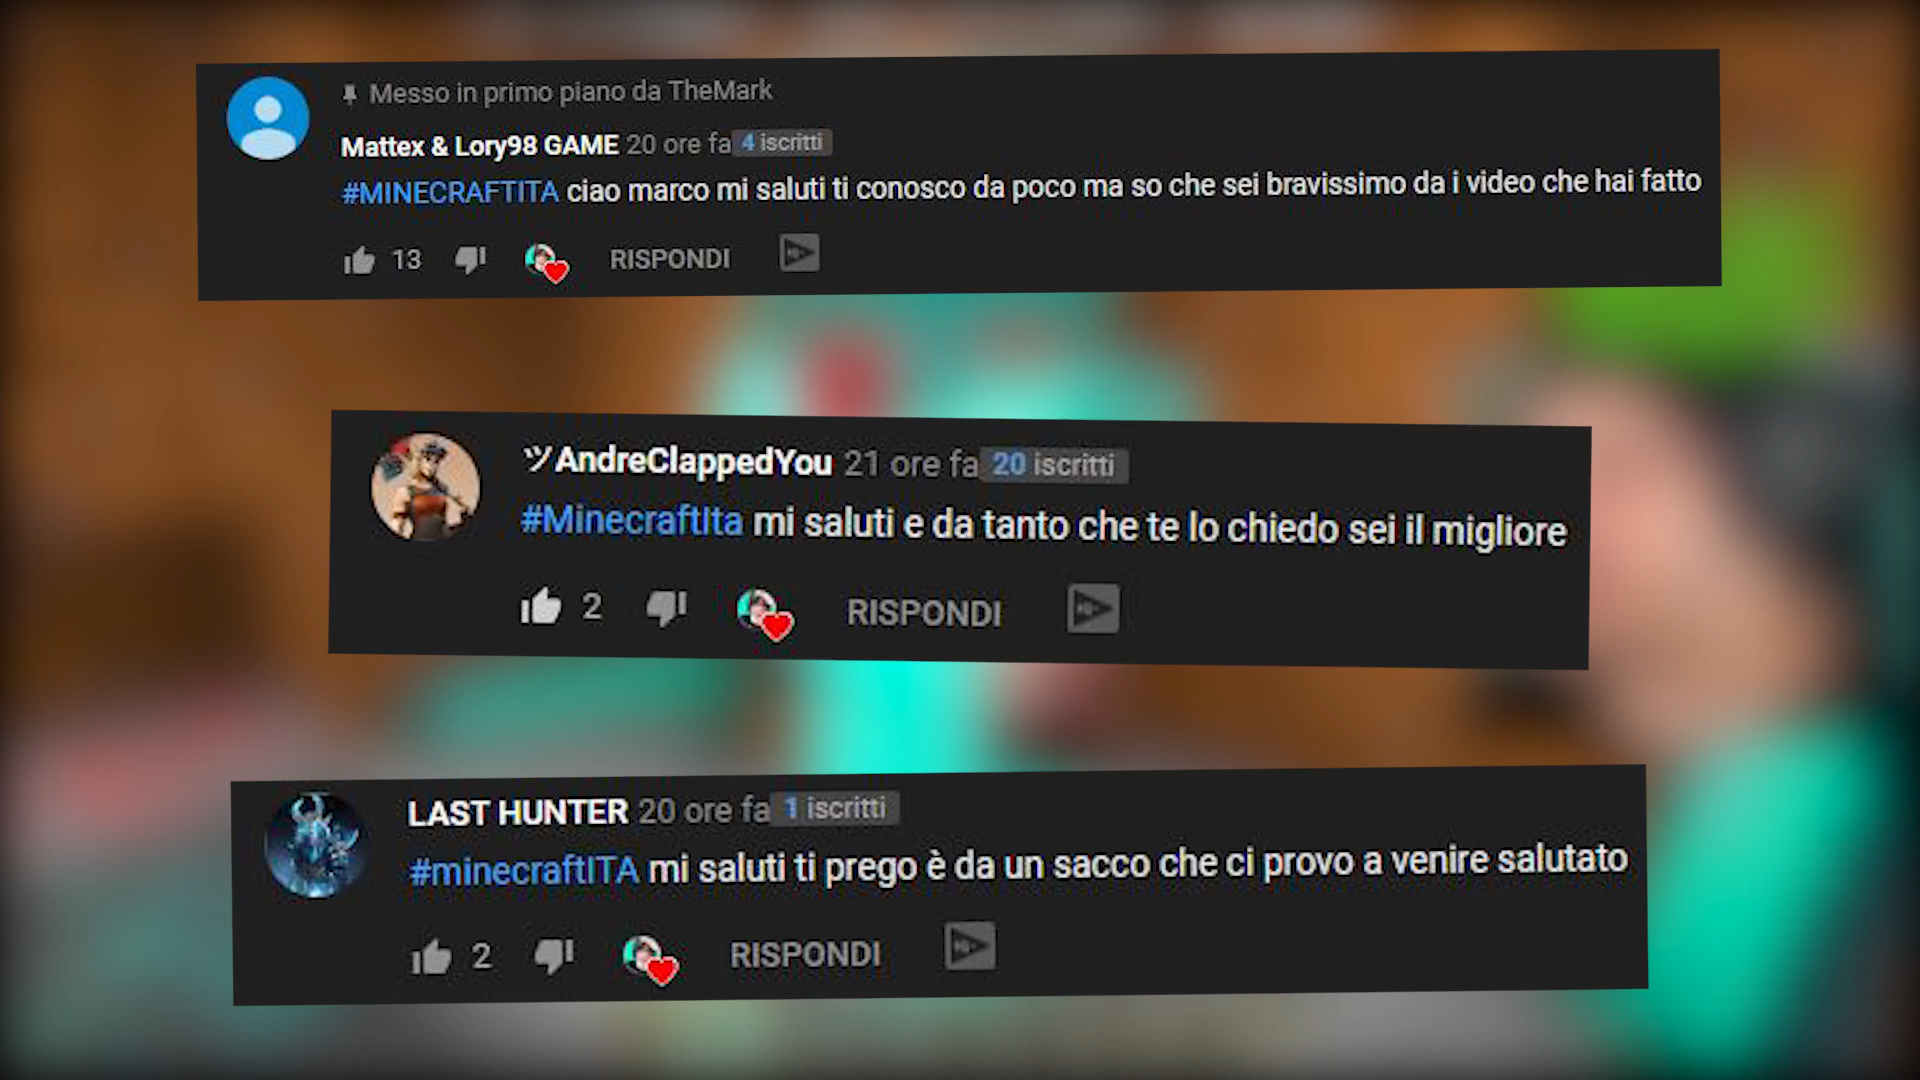 Messo in primo piano da TheMark
Mattex & Lory98 GAME 20 ore fa 4 iscritti
#MINECRAFTITA ciao marco mi saluti ti conosco da poco ma so che sei bravissimo da i video che hai fatto
13 RISPONDI
ツAndreClappedYou 21 ore fa 20 iscritti
#MinecraftIta mi saluti e da tanto che te lo chiedo sei il migliore
2 RISPONDI
LAST HUNTER 20 ore fa 1 iscritti
#minecraftITA mi saluti ti prego è da un sacco che ci provo a venire salutato
2 RISPONDI